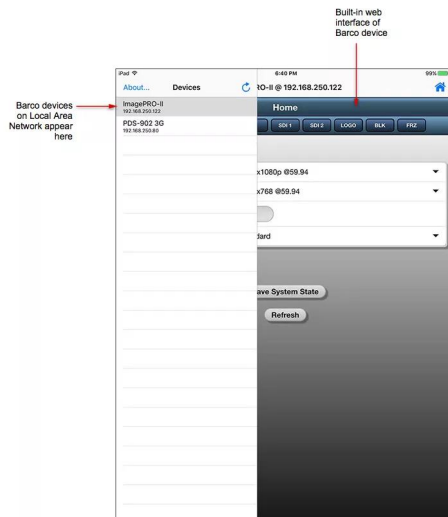 Built-in web
interface of
Barco device
iPad
6:40 PM
99%
About...
Devices
RO-II @ 192.168.250.122
Barco devices
on Local Area
Network appear
here
ImagePRO-II
192.168.250.122
Home
PDS-902 3G
192.168.250.80
SDI 1
SDI 2
LOGO
BLK
FRZ
x1080p @59.94
x768 @59.94
dard
ave System State
Refresh